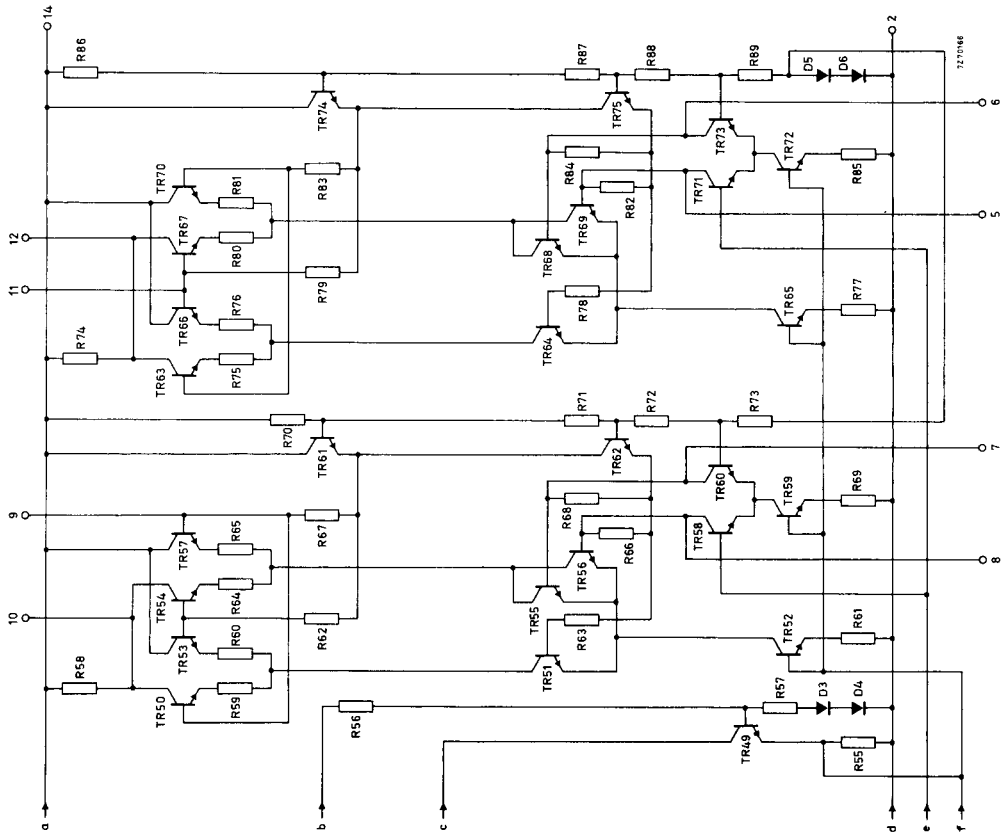 14
R86
R87
R88
R89
D5
D6
2
7Z70166
TR74
TR75
TR70
R81
R83
R84
TR73
TR72
R85
6
TR67
R80
R82
TR71
TR69
5
12
11
R79
TR68
R76
TR66
R78
TR65
R77
R74
R75
TR63
TR64
R70
R71
R72
R73
TR61
TR62
7
9
TR57
R65
R67
R68
TR60
TR59
R69
TR54
R64
R66
TR56
TR58
8
10
R62
TR55
R60
TR53
R63
TR52
R61
R58
R59
TR50
TR51
R56
R57
D3
D4
TR49
R55
a
b
c
d
e
f